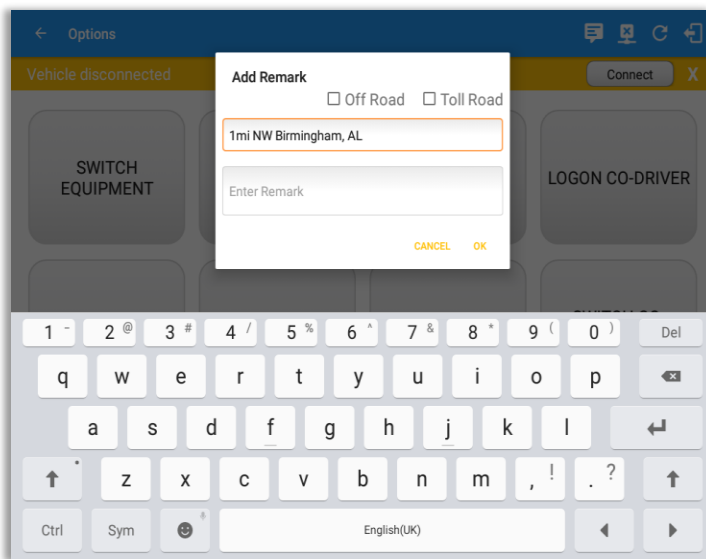 Options
Vehicle disconnected
Connect X
Add Remark
Off Road Toll Road
1mi NW Birmingham, AL
Enter Remark
CANCEL OK
SWITCH
EQUIPMENT
LOGON CO-DRIVER
1 - 2 @ 3 # 4 / 5 % 6 ^ 7 & 8 * 9 ( 0 ) Del
q w e r t y u i o p
a s d f g h j k l
z x c v b n m , ! . ?
Ctrl Sym English(UK)